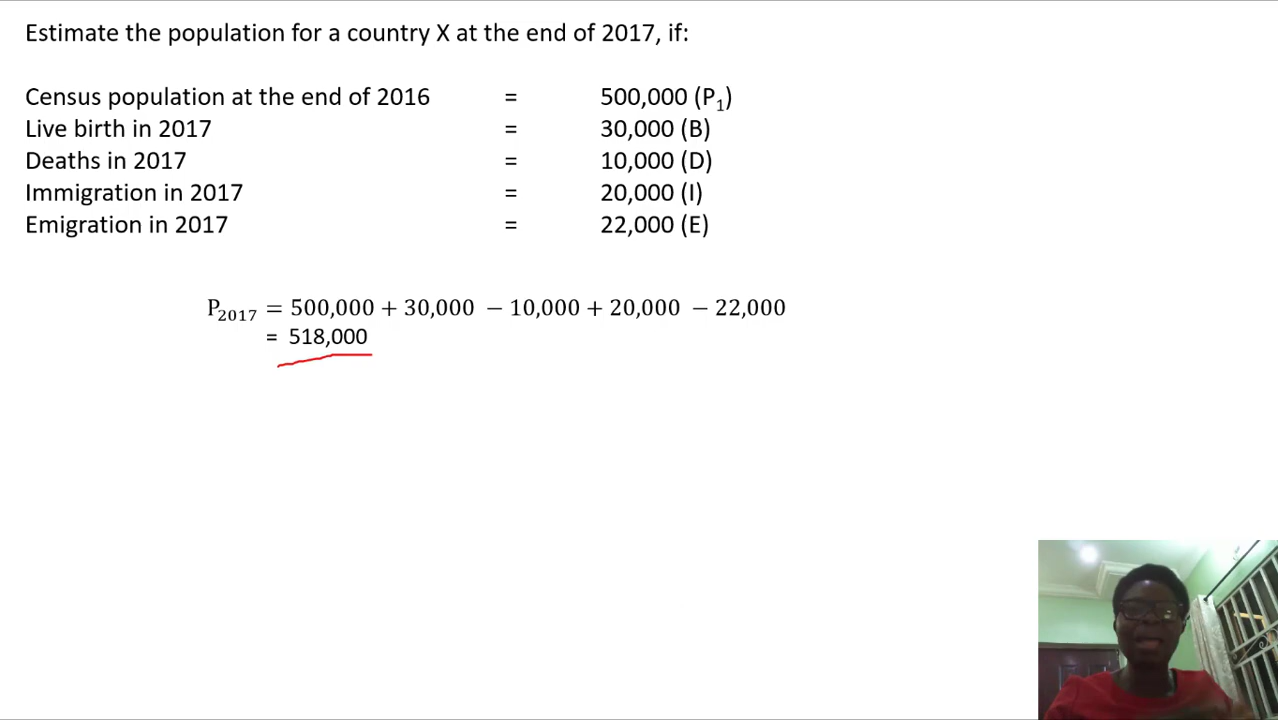 Estimate the population for a country X at the end of 2017, if:
Census population at the end of 2016 = 500,000 (P₁)
Live birth in 2017 = 30,000 (B)
Deaths in 2017 = 10,000 (D)
Immigration in 2017 = 20,000 (I)
Emigration in 2017 = 22,000 (E)
P₂₀₁₇ = 500,000 + 30,000 − 10,000 + 20,000 − 22,000
= 518,000